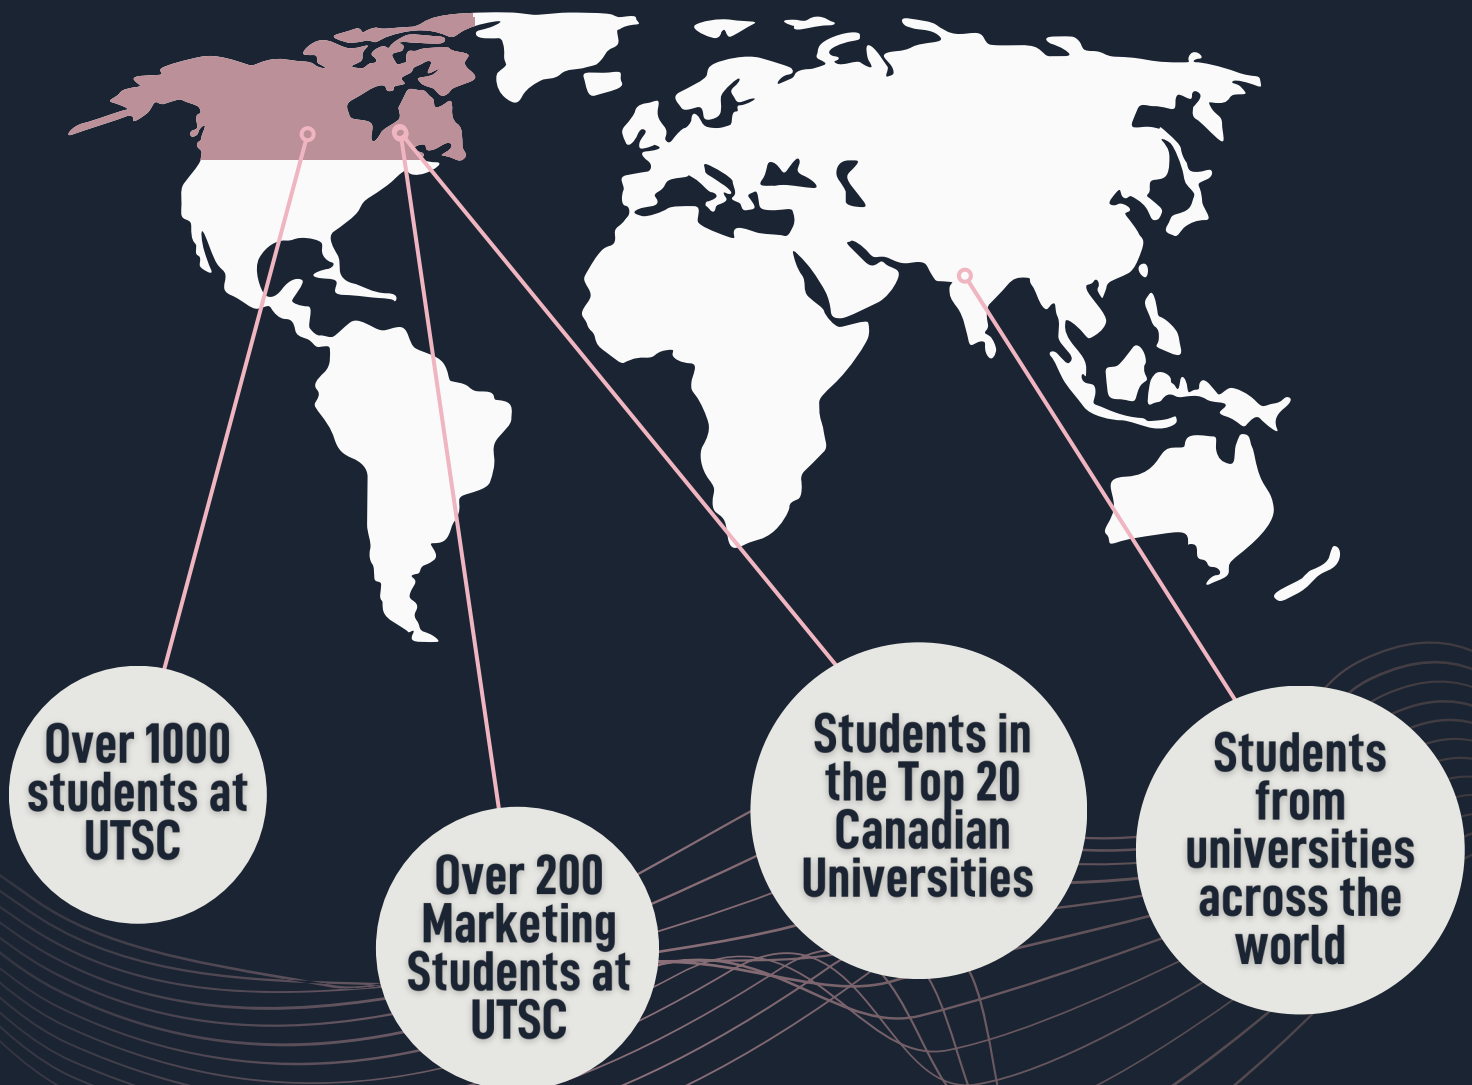 Over 1000
students at
UTSC
Over 200
Marketing
Students at
UTSC
Students in
the Top 20
Canadian
Universities
Students
from
universities
across the
world